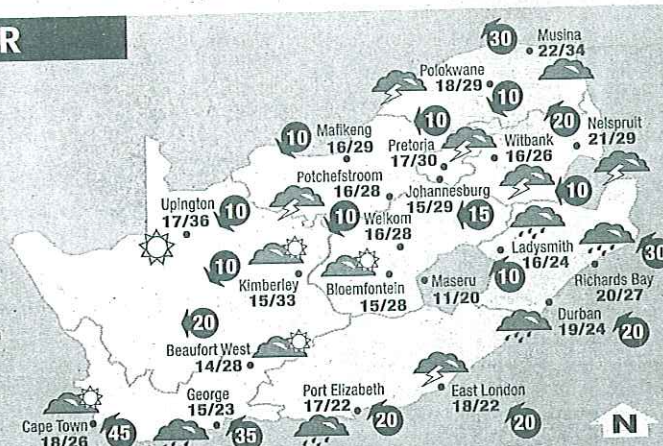 R
30
Musina
22/34
Polokwane
18/29
10
10
20
Nelspruit
21/29
10
Mafikeng
16/29
Pretoria
17/30
Witbank
16/26
Potchefstroom
16/28
Johannesburg
15/29
10
Upington
17/36
10
10
Welkom
16/28
15
Ladysmith
16/24
30
10
Kimberley
15/33
Bloemfontein
15/28
Maseru
11/20
10
Richards Bay
20/27
Durban
19/24
20
20
Beaufort West
14/28
George
15/23
Port Elizabeth
17/22
East London
18/22
Cape Town
18/26
45
35
20
20
N